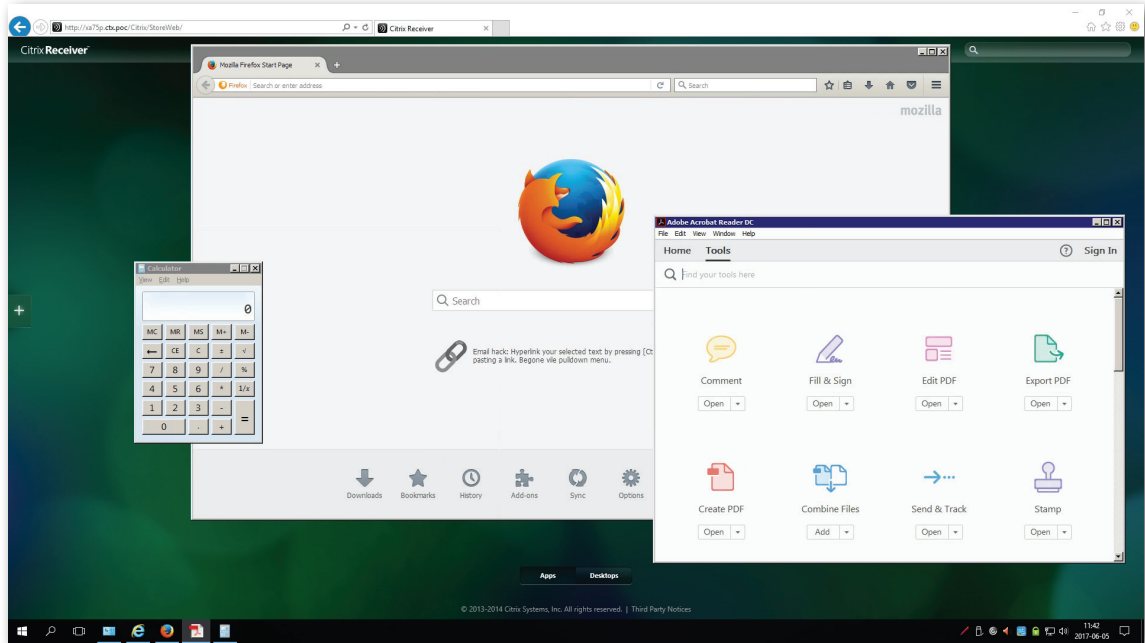 http://xa75p.ctx.poc/Citrix/StoreWeb/
Citrix Receiver
Citrix Receiver
Mozilla Firefox Start Page
Firefox
Search or enter address
Search
mozilla
Search
Email hack: Hyperlink your selected text by pressing [Ct
pasting a link. Begone vile pulldown menu.
Downloads
Bookmarks
History
Add-ons
Sync
Options
Calculator
View Edit Help
0
MC MR MS M+ M-
CE C ± √
7 8 9 / %
4 5 6 * 1/x
1 2 3 - =
0 . +
Adobe Acrobat Reader DC
File Edit View Window Help
Home Tools
Sign In
Find your tools here
Comment Fill & Sign Edit PDF Export PDF
Open Open Open Open
Create PDF Combine Files Send & Track Stamp
Open Add Open Open
Apps Desktops
© 2013-2014 Citrix Systems, Inc. All rights reserved. | Third Party Notices
11:42
2017-06-05